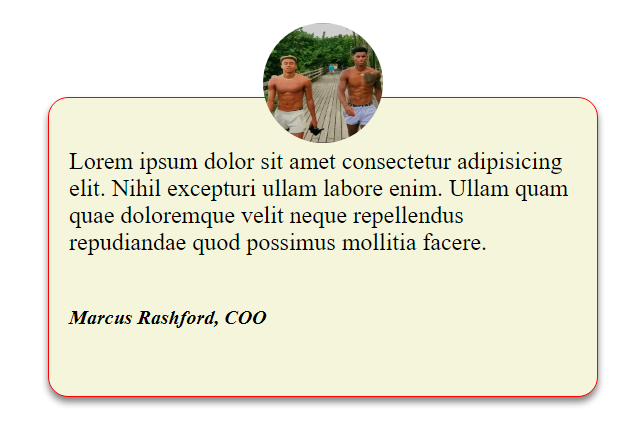 Lorem ipsum dolor sit amet consectetur adipisicing
elit. Nihil excepturi ullam labore enim. Ullam quam
quae doloremque velit neque repellendus
repudiandae quod possimus mollitia facere.
Marcus Rashford, COO